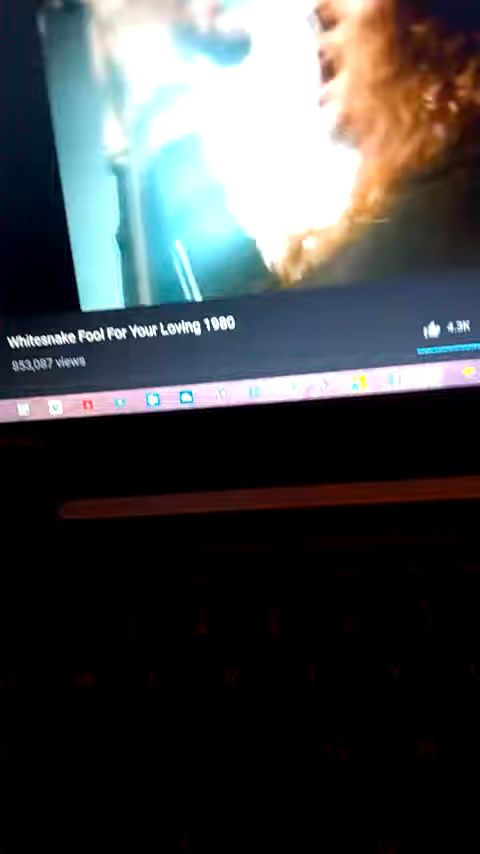 Whitesnake Fool For Your Loving 1980
853,087 views
4.3K
W E R T Y
G H